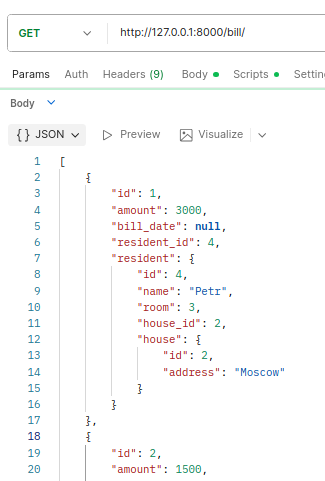 GET http://127.0.0.1:8000/bill/
Params Auth Headers (9) Body Scripts Settin
Body
{} JSON Preview Visualize
1 [
2 {
3 "id": 1,
4 "amount": 3000,
5 "bill_date": null,
6 "resident_id": 4,
7 "resident": {
8 "id": 4,
9 "name": "Petr",
10 "room": 3,
11 "house_id": 2,
12 "house": {
13 "id": 2,
14 "address": "Moscow"
15 }
16 }
17 },
18 {
19 "id": 2,
20 "amount": 1500,